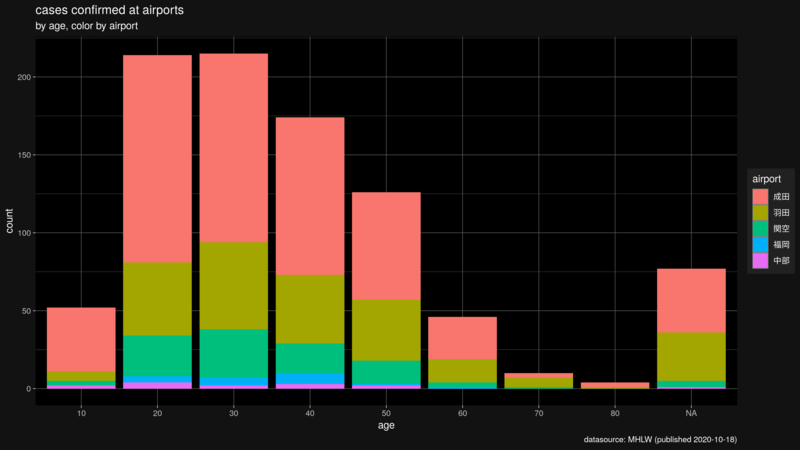 cases confirmed at airports
by age, color by airport
200
150
100
50
0
count
10 20 30 40 50 60 70 80 NA
age
airport
成田
羽田
関空
福岡
中部
datasource: MHLW (published 2020-10-18)